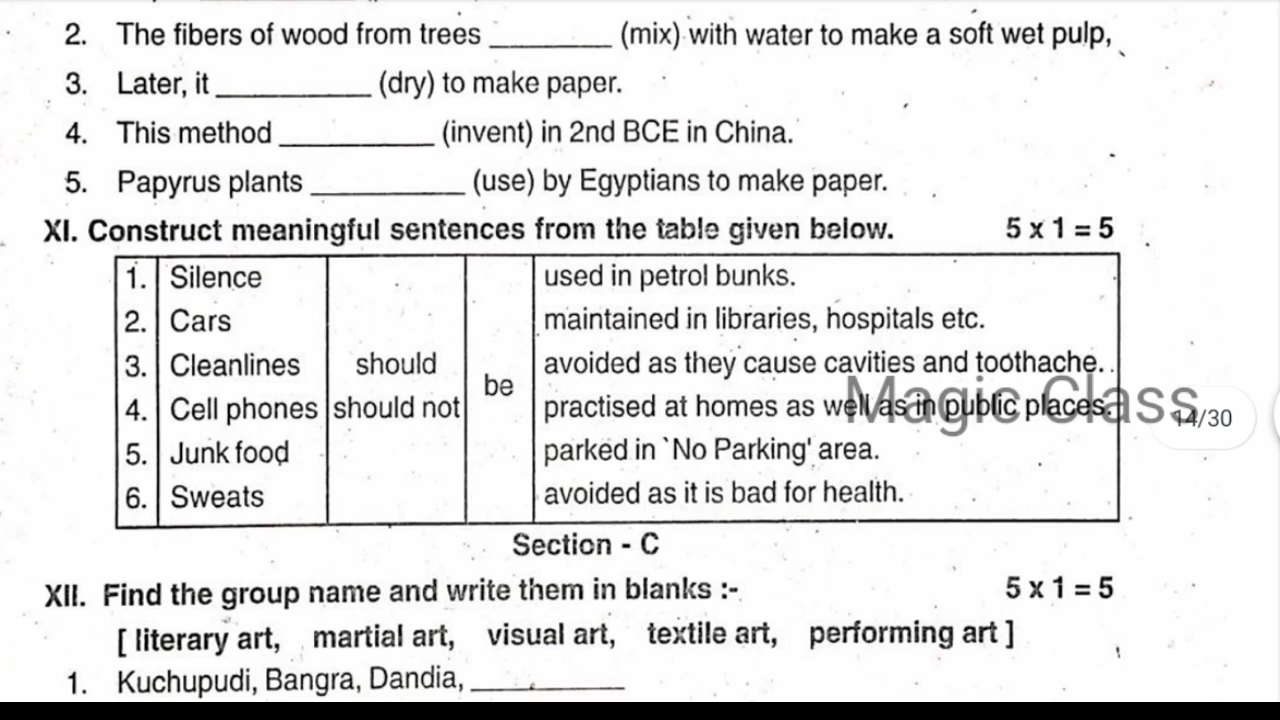 2. The fibers of wood from trees ________ (mix) with water to make a soft wet pulp,
3. Later, it __________ (dry) to make paper.
4. This method __________ (invent) in 2nd BCE in China.
5. Papyrus plants __________ (use) by Egyptians to make paper.
XI. Construct meaningful sentences from the table given below. 5 x 1 = 5
1. Silence used in petrol bunks.
2. Cars maintained in libraries, hospitals etc.
3. Cleanlines should avoided as they cause cavities and toothache.
be
4. Cell phones should not practised at homes as well as in public places.
Magic Class
14/30
5. Junk food parked in `No Parking' area.
6. Sweats avoided as it is bad for health.
Section - C
XII. Find the group name and write them in blanks :- 5 x 1 = 5
[ literary art, martial art, visual art, textile art, performing art ]
1. Kuchupudi, Bangra, Dandia, __________